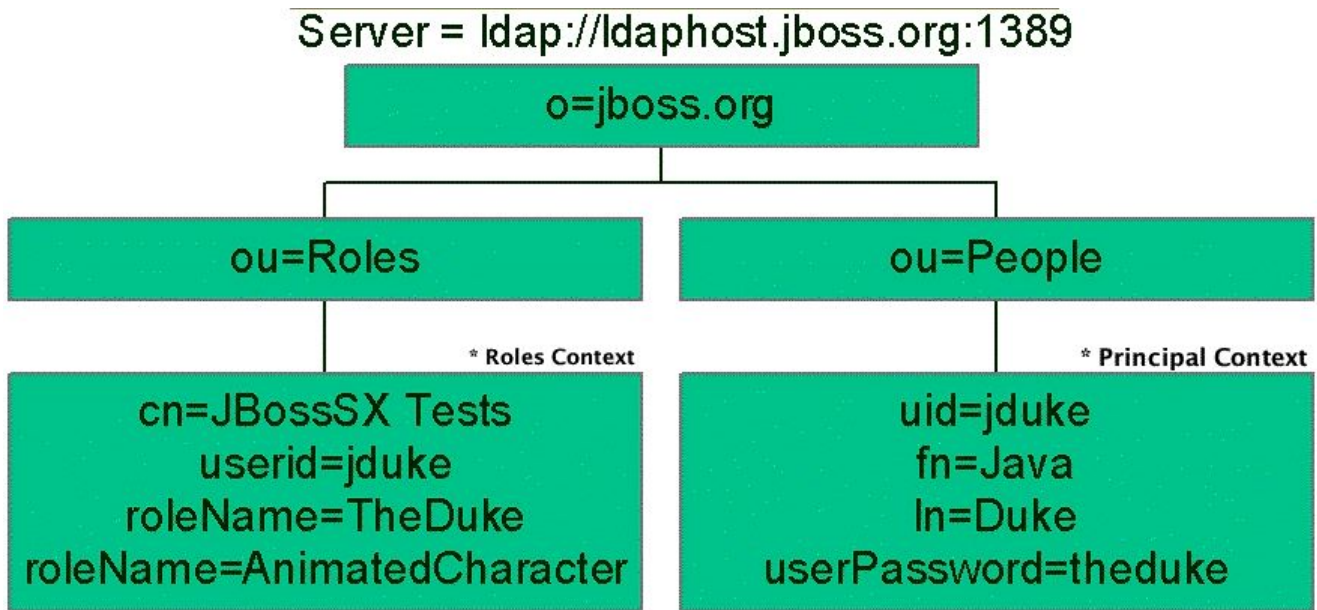 Server = ldap://ldaphost.jboss.org:1389
o=jboss.org
ou=Roles
ou=People
* Roles Context
cn=JBossSX Tests
userid=jduke
roleName=TheDuke
roleName=AnimatedCharacter
* Principal Context
uid=jduke
fn=Java
ln=Duke
userPassword=theduke